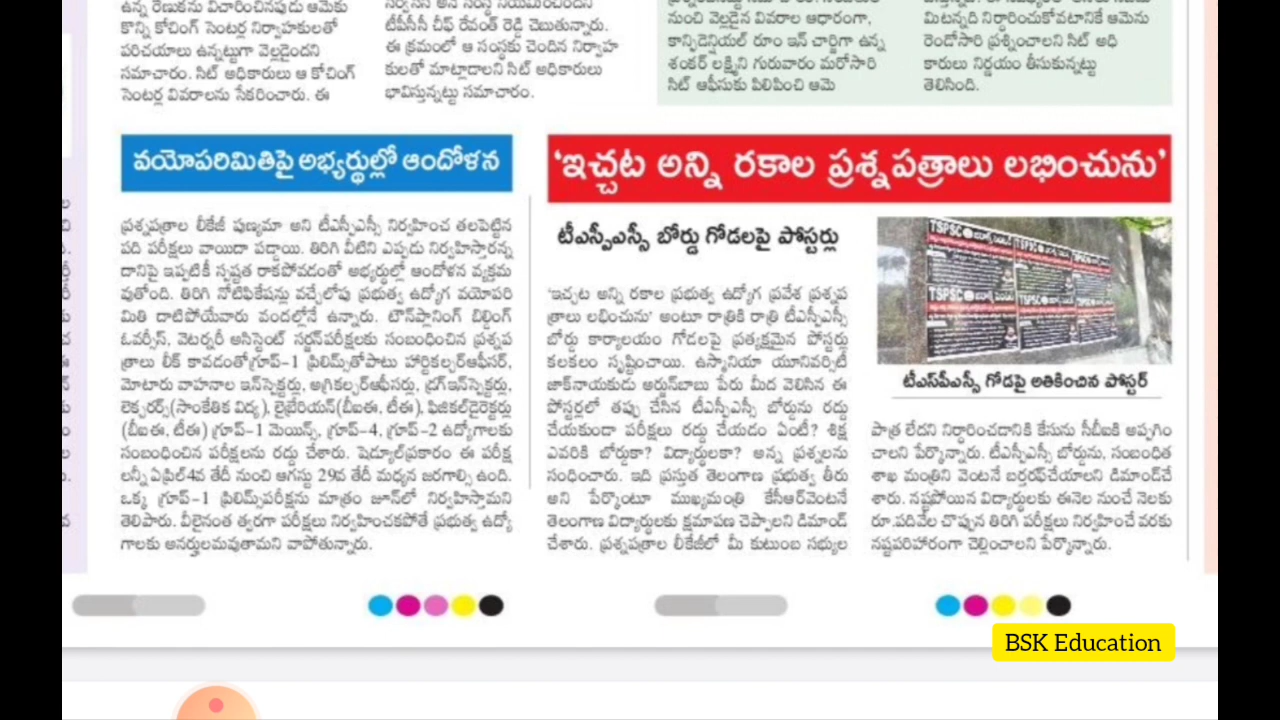 ఉన్న రేణుకను విచారించినపుడు ఆమెకు
కొన్ని కోచింగ్ సెంటర్ల నిర్వాహకులతో
పరిచయాలు ఉన్నట్లుగా వెల్లడైందని
సమాచారం. సిట్ అధికారులు ఆ కోచింగ్
సెంటర్ల వివరాలను సేకరించారు. ఈ
టీపీసీసీ చీఫ్ రేవంత్ రెడ్డి చెబుతున్నారు.
ఈ క్రమంలో ఆ సంస్థకు చెందిన నిర్వాహ
కులతో మాట్లాడాలని సిట్ అధికారులు
భావిస్తున్నట్టు సమాచారం.
నుంచి వెల్లడైన వివరాల ఆధారంగా,
కాన్ఫిడెన్షియల్ రూం ఇన్ చార్జిగా ఉన్న
శంకర్ లక్ష్మిని గురువారం మరోసారి
సిట్ ఆఫీసుకు పిలిపించి ఆమె
మిటన్నది నిర్ధారించుకోవటానికే ఆమెను
రెండోసారి ప్రశ్నించాలని సిట్ అధి
కారులు నిర్ణయం తీసుకున్నట్టు
తెలిసింది.
వయోపరిమితిపై అభ్యర్థుల్లో ఆందోళన
ప్రశ్నపత్రాల లీకేజీ పుణ్యమా అని టీఎస్పీఎస్సీ నిర్వహించ తలపెట్టిన
పది పరీక్షలు వాయిదా పడ్డాయి. తిరిగి వీటిని ఎప్పుడు నిర్వహిస్తారన్న
దానిపై ఇప్పటికీ స్పష్టత రాకపోవడంతో అభ్యర్థుల్లో ఆందోళన వ్యక్తమ
వుతోంది. తిరిగి నోటిఫికేషన్లు వచ్చేలోపు ప్రభుత్వ ఉద్యోగ వయోపరి
మితి దాటిపోయేవారు వందల్లోనే ఉన్నారు. టౌన్‌ప్లానింగ్ బిల్డింగ్
ఓవర్సీస్, వెటర్నరీ అసిస్టెంట్ సర్జన్‌పరీక్షలకు సంబంధించిన ప్రశ్నప
త్రాలు లీక్ కావడంతోగ్రూప్-1 ప్రిలిమ్స్‌తోపాటు హార్టికల్చర్‌ఆఫీసర్,
మోటారు వాహనాల ఇన్‌స్పెక్టర్లు, అగ్రికల్చర్‌ఆఫీసర్లు, డ్రగ్‌ఇన్‌స్పెక్టర్లు,
లెక్చరర్స్(సాంకేతిక విద్య), లైబ్రేరియన్(బీఐఈ, టీఈ), ఫిజికల్‌డైరెక్టర్లు
(బీఐఈ, టీఈ) గ్రూప్-1 మెయిన్స్, గ్రూప్-4, గ్రూప్-2 ఉద్యోగాలకు
సంబంధించిన పరీక్షలను రద్దు చేశారు. షెడ్యూల్‌ప్రకారం ఈ పరీక్ష
లన్నీ ఏప్రిల్4వ తేదీ నుంచి ఆగస్టు 29వ తేదీ మధ్యన జరగాల్సి ఉంది.
ఒక్క గ్రూప్-1 ప్రిలిమ్స్‌పరీక్షను మాత్రం జూన్‌లో నిర్వహిస్తామని
తెలిపారు. వీలైనంత త్వరగా పరీక్షలు నిర్వహించకపోతే ప్రభుత్వ ఉద్యో
గాలకు అనర్హులమవుతామని వాపోతున్నారు.
‘ఇచ్చట అన్ని రకాల ప్రశ్నపత్రాలు లభించును’
టీఎస్పీఎస్సీ బోర్డు గోడలపై పోస్టర్లు
‘ఇచ్చట అన్ని రకాల ప్రభుత్వ ఉద్యోగ ప్రవేశ ప్రశ్నప
త్రాలు లభించును’ అంటూ రాత్రికి రాత్రి టీఎస్పీఎస్సీ
బోర్డు కార్యాలయం గోడలపై ప్రత్యక్షమైన పోస్టర్లు
కలకలం సృష్టించాయి. ఉస్మానియా యూనివర్సిటీ
జాక్‌నాయకుడు అర్జున్‌బాబు పేరు మీద వెలిసిన ఈ
పోస్టర్లలో తప్పు చేసిన టీఎస్పీఎస్సీ బోర్డును రద్దు
చేయకుండా పరీక్షలు రద్దు చేయడం ఏంటి? శిక్ష
ఎవరికి బోర్డుకా? విద్యార్థులకా? అన్న ప్రశ్నలను
సంధించారు. ఇది ప్రస్తుత తెలంగాణ ప్రభుత్వ తీరు
అని పేర్కొంటూ ముఖ్యమంత్రి కేసీఆర్‌వెంటనే
తెలంగాణ విద్యార్థులకు క్షమాపణ చెప్పాలని డిమాండ్
చేశారు. ప్రశ్నపత్రాల లీకేజీలో మీ కుటుంబ సభ్యుల
TSPSC
TSPSC
టీఎస్‌పీఎస్సీ గోడపై అతికించిన పోస్టర్
పాత్ర లేదని నిర్ధారించడానికి కేసును సీబీఐకి అప్పగిం
చాలని పేర్కొన్నారు. టీఎస్పీఎస్సీ బోర్డును, సంబంధిత
శాఖ మంత్రిని వెంటనే బర్తరఫ్‌చేయాలని డిమాండ్‌చే
శారు. నష్టపోయిన విద్యార్థులకు ఈనెల నుంచే నెలకు
రూ.పదివేల చొప్పున తిరిగి పరీక్షలు నిర్వహించే వరకు
నష్టపరిహారంగా చెల్లించాలని పేర్కొన్నారు.
BSK Education